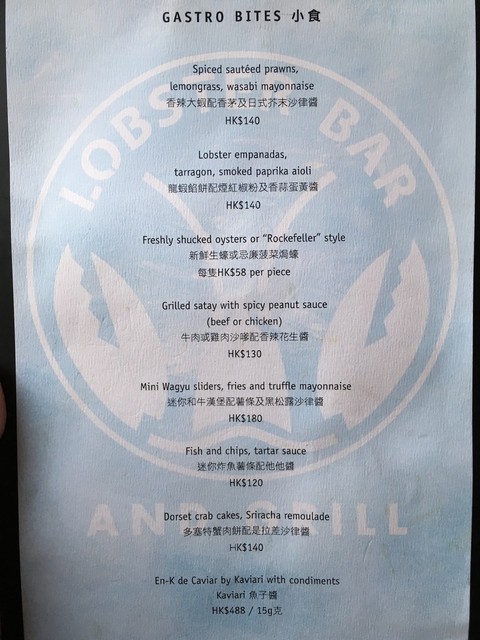 GASTRO BITES 小食
Spiced sautéed prawns,
lemongrass, wasabi mayonnaise
香辣大蝦配香茅及日式芥末沙律醬
HK$140
Lobster empanadas,
tarragon, smoked paprika aioli
龍蝦餡餅配煙紅椒粉及香蒜蛋黃醬
HK$140
Freshly shucked oysters or “Rockefeller” style
新鮮生蠔或忌廉菠菜焗蠔
每隻HK$58 per piece
Grilled satay with spicy peanut sauce
(beef or chicken)
牛肉或雞肉沙嗲配香辣花生醬
HK$130
Mini Wagyu sliders, fries and truffle mayonnaise
迷你和牛漢堡配薯條及黑松露沙律醬
HK$180
Fish and chips, tartar sauce
迷你炸魚薯條配他他醬
HK$120
Dorset crab cakes, Sriracha remoulade
多塞特蟹肉餅配是拉差沙律醬
HK$140
En-K de Caviar by Kaviari with condiments
Kaviari 魚子醬
HK$488 / 15g克
LOBSTER BAR
AND GRILL